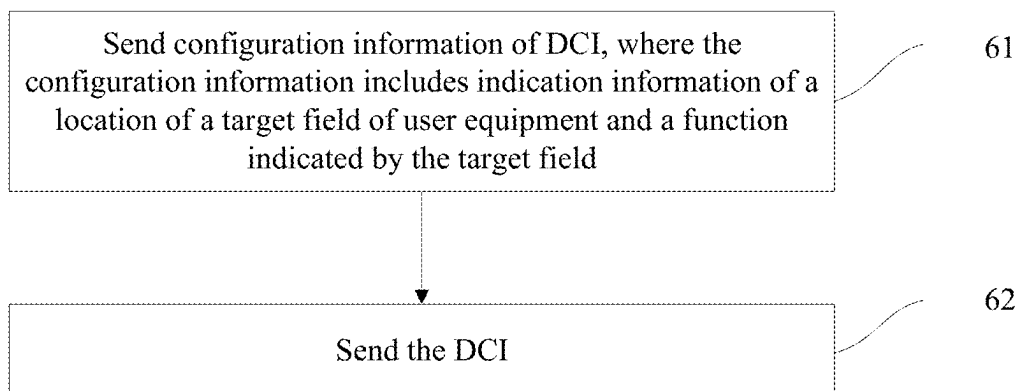 Send configuration information of DCI, where the
configuration information includes indication information of a
location of a target field of user equipment and a function
indicated by the target field
61
Send the DCI
62